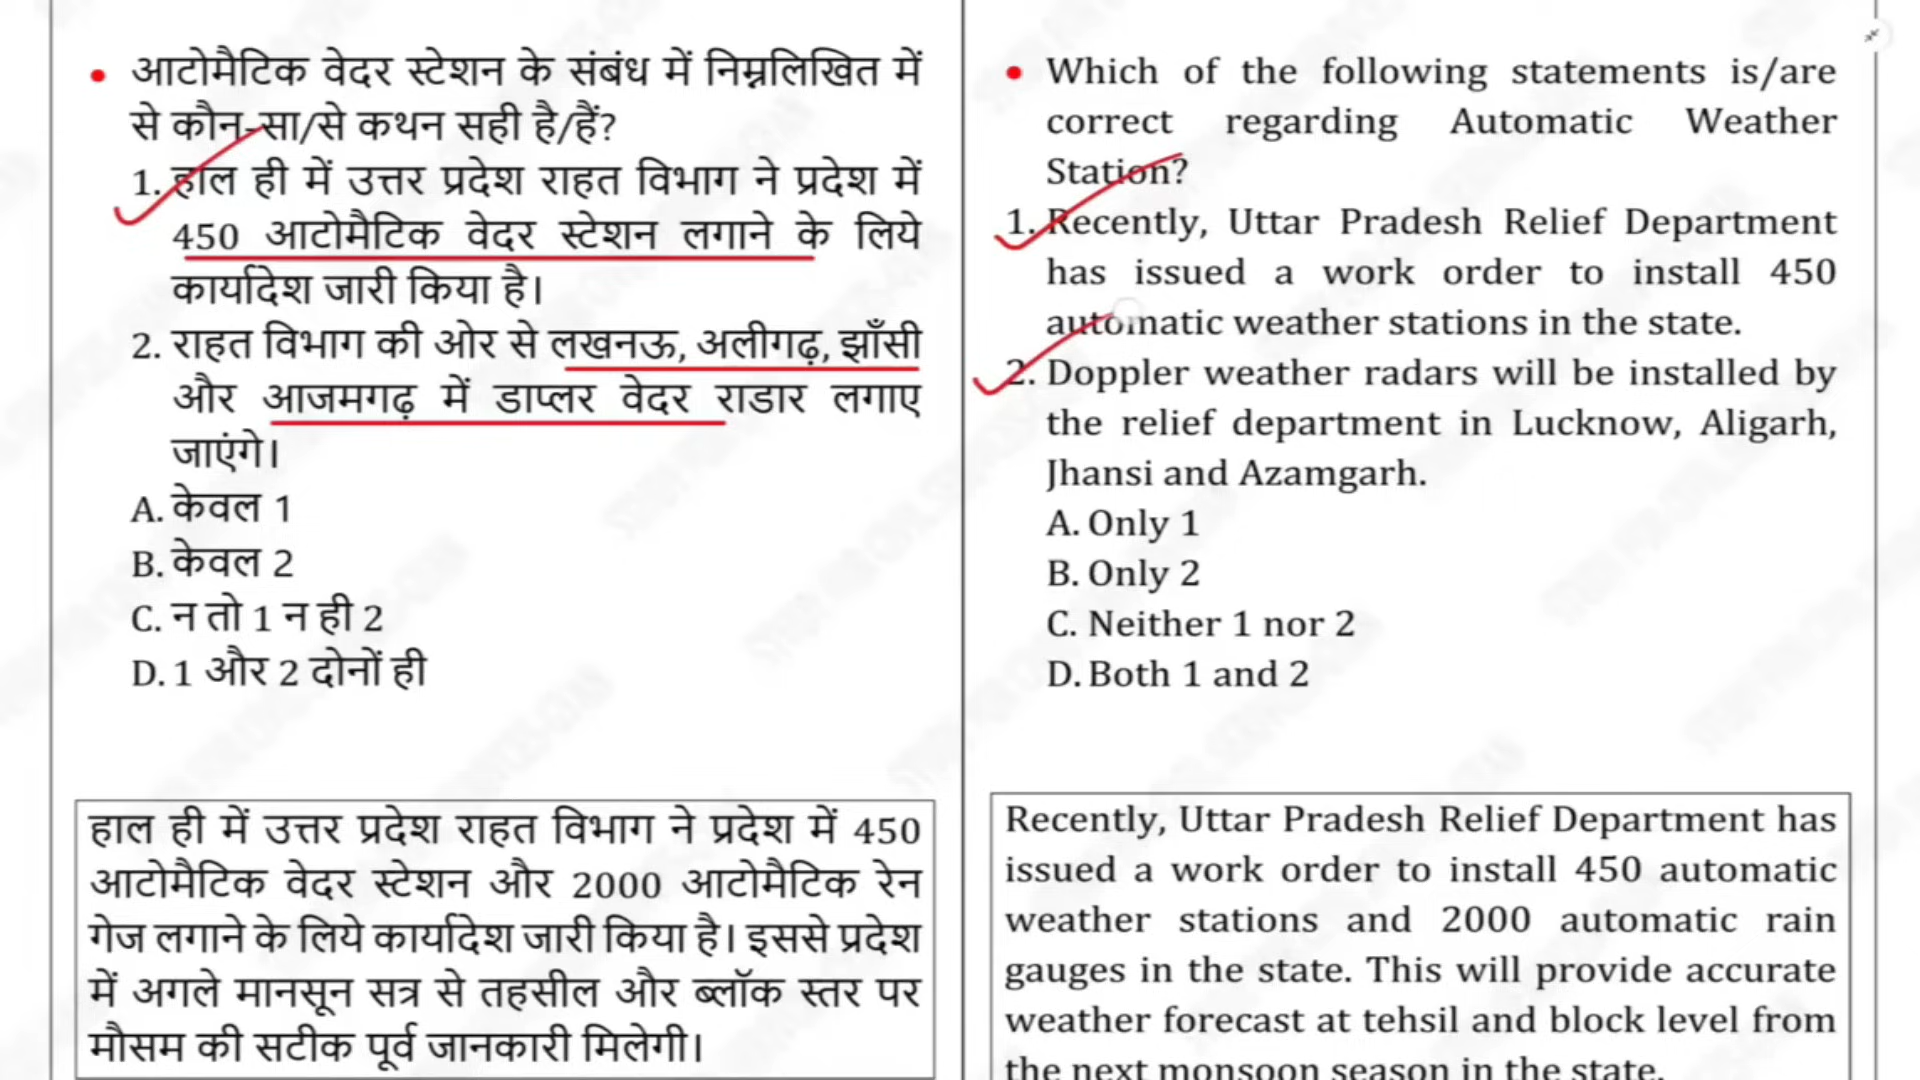 आटोमैटिक वेदर स्टेशन के संबंध में निम्नलिखित में
से कौन-सा/से कथन सही है/हैं?
1. हाल ही में उत्तर प्रदेश राहत विभाग ने प्रदेश में
450 आटोमैटिक वेदर स्टेशन लगाने के लिये
कार्यादेश जारी किया है।
2. राहत विभाग की ओर से लखनऊ, अलीगढ़, झाँसी
और आजमगढ़ में डाप्लर वेदर राडार लगाए
जाएंगे।
A. केवल 1
B. केवल 2
C. न तो 1 न ही 2
D. 1 और 2 दोनों ही
हाल ही में उत्तर प्रदेश राहत विभाग ने प्रदेश में 450
आटोमैटिक वेदर स्टेशन और 2000 आटोमैटिक रेन
गेज लगाने के लिये कार्यादेश जारी किया है। इससे प्रदेश
में अगले मानसून सत्र से तहसील और ब्लॉक स्तर पर
मौसम की सटीक पूर्व जानकारी मिलेगी।
Which of the following statements is/are
correct regarding Automatic Weather
Station?
1. Recently, Uttar Pradesh Relief Department
has issued a work order to install 450
automatic weather stations in the state.
2. Doppler weather radars will be installed by
the relief department in Lucknow, Aligarh,
Jhansi and Azamgarh.
A. Only 1
B. Only 2
C. Neither 1 nor 2
D. Both 1 and 2
Recently, Uttar Pradesh Relief Department has
issued a work order to install 450 automatic
weather stations and 2000 automatic rain
gauges in the state. This will provide accurate
weather forecast at tehsil and block level from
the next monsoon season in the state.